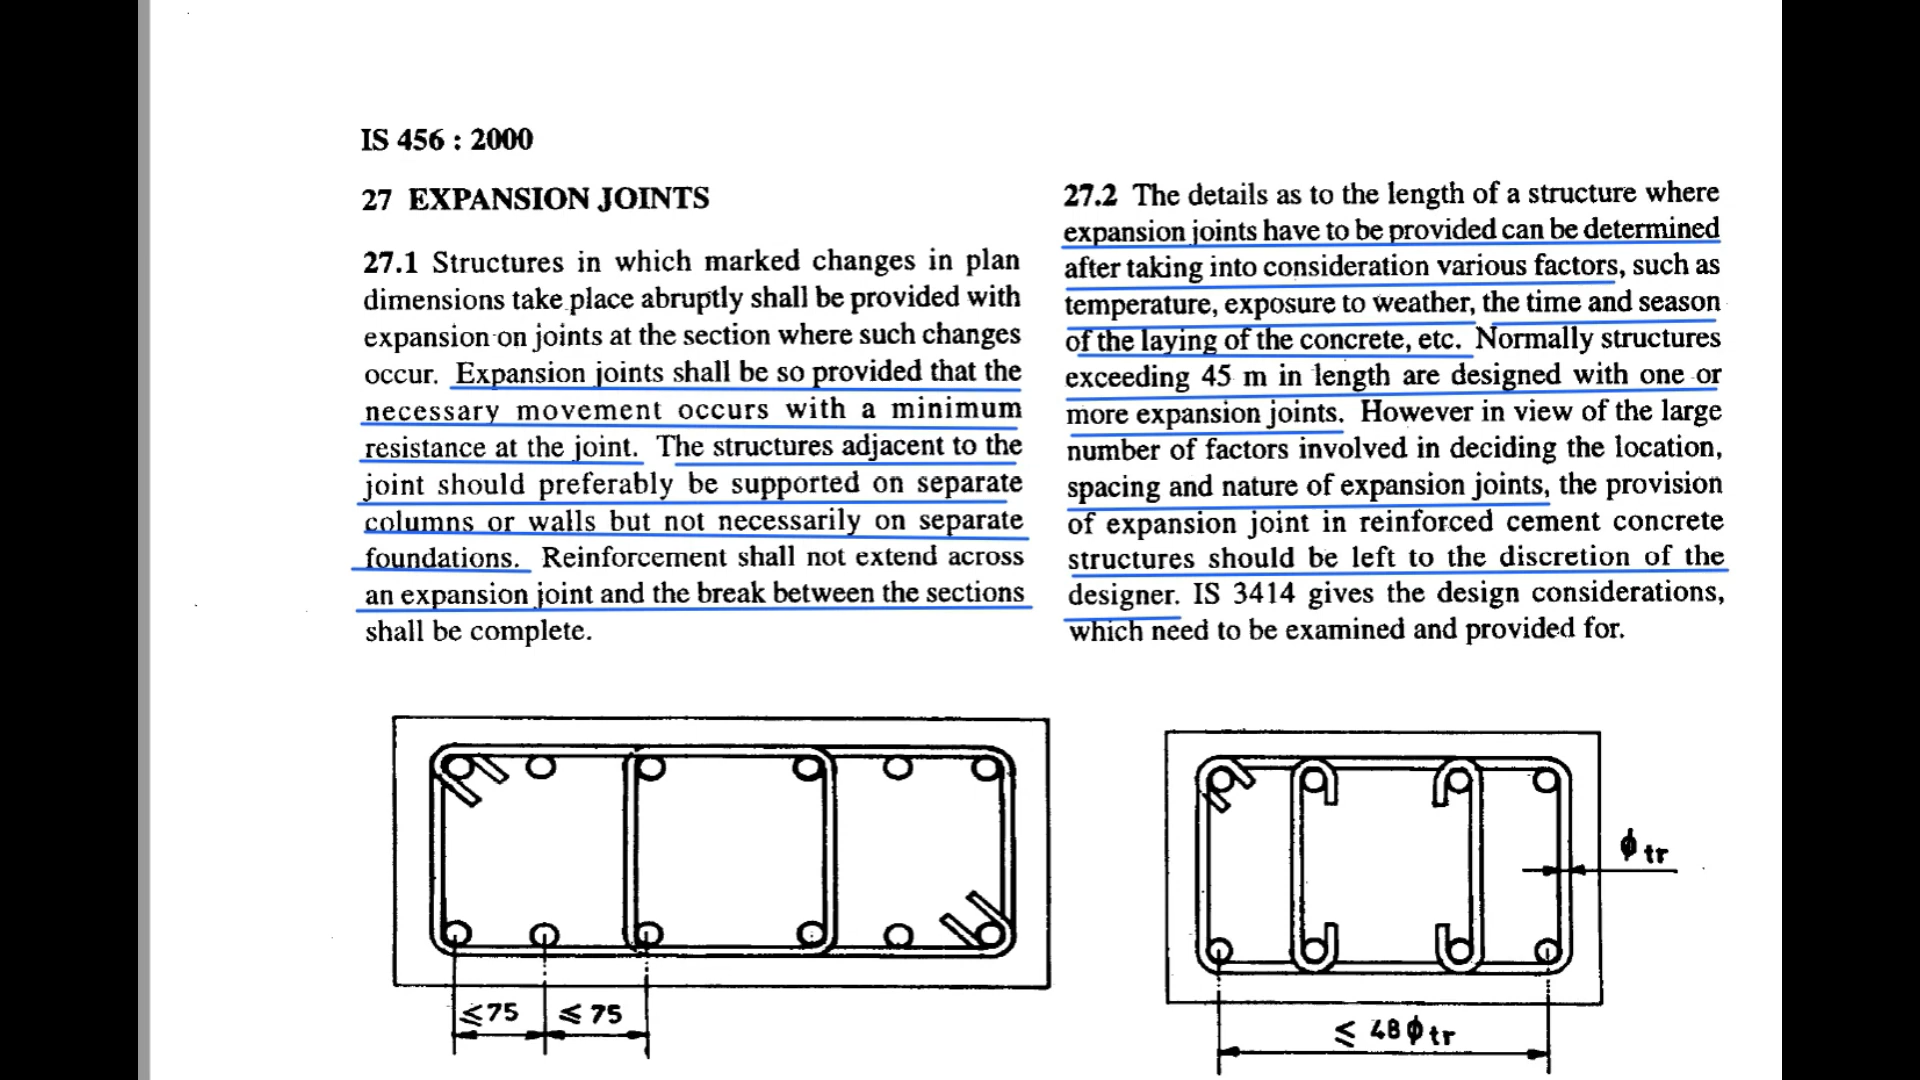 IS 456 : 2000
27 EXPANSION JOINTS
27.1 Structures in which marked changes in plan
dimensions take place abruptly shall be provided with
expansion on joints at the section where such changes
occur. Expansion joints shall be so provided that the
necessary movement occurs with a minimum
resistance at the joint. The structures adjacent to the
joint should preferably be supported on separate
columns or walls but not necessarily on separate
foundations. Reinforcement shall not extend across
an expansion joint and the break between the sections
shall be complete.
27.2 The details as to the length of a structure where
expansion joints have to be provided can be determined
after taking into consideration various factors, such as
temperature, exposure to weather, the time and season
of the laying of the concrete, etc. Normally structures
exceeding 45 m in length are designed with one or
more expansion joints. However in view of the large
number of factors involved in deciding the location,
spacing and nature of expansion joints, the provision
of expansion joint in reinforced cement concrete
structures should be left to the discretion of the
designer. IS 3414 gives the design considerations,
which need to be examined and provided for.
≤75 ≤ 75
ϕ tr
≤ 48 ϕ tr